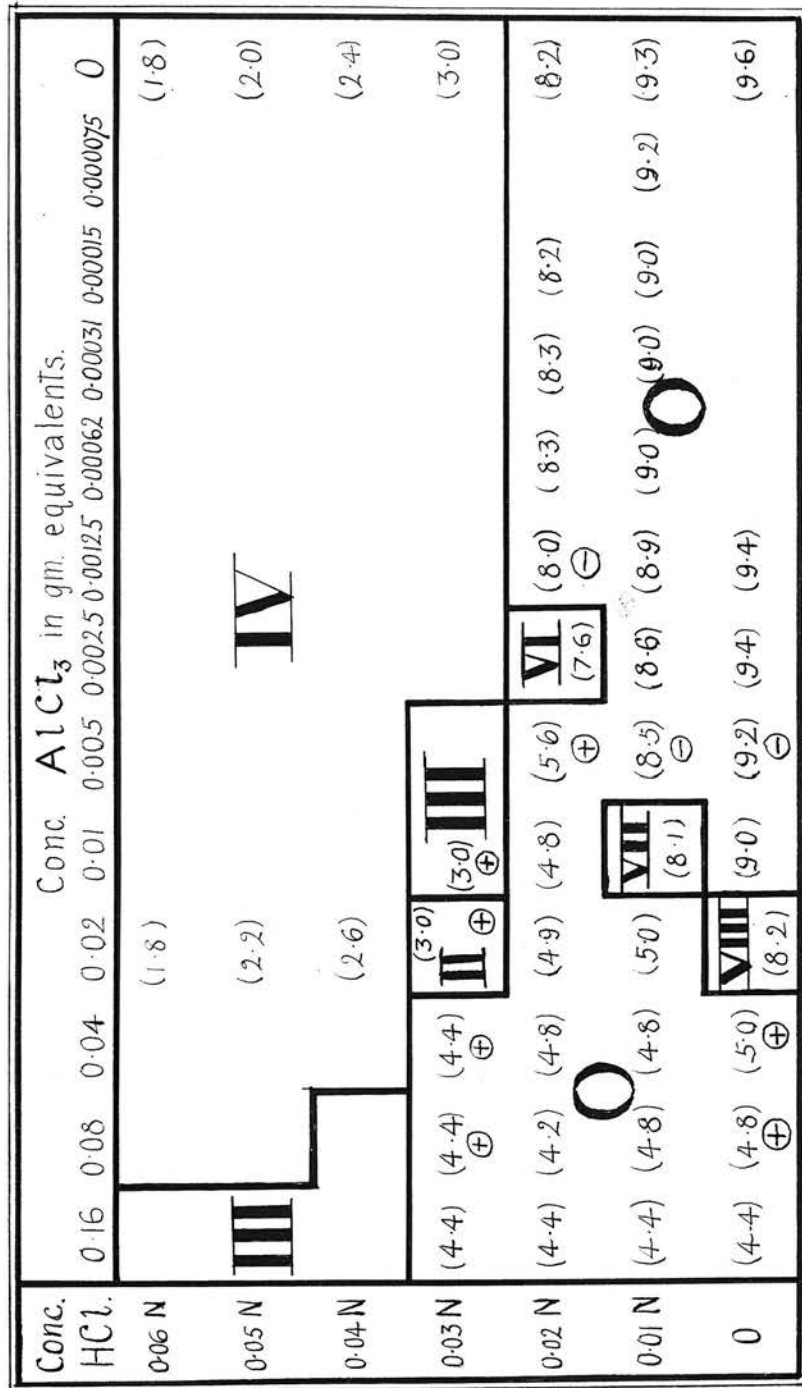 Conc. Conc. AlCl₃ in gm. equivalents.
HCl. 0·16 0·08 0·04 0·02 0·01 0·005 0·0025 0·00125 0·00062 0·00031 0·00015 0·000075 0
0·06 N (1·8) (1·8)
0·05 N III (2·2) IV (2·0)
0·04 N (2·6) (2·4)
(3·0)
0·03 N (4·4) (4·4) (4·4) II ⊕ (3·0) III (3·0)
⊕ ⊕ ⊕
0·02 N (4·4) (4·2) (4·8) (4·9) (4·8) (5·6) VI (8·0) (8·3) (8·3) (8·2) (8·2)
⊕ (7·6) ⊖
O
0·01 N (4·4) (4·8) (4·8) (5·0) VII (8·5) (8·6) (8·9) (9·0) (9·0) (9·0) (9·2) (9·3)
(8·1) ⊖ O
0 (4·4) (4·8) (5·0) VIII (9·0) (9·2) (9·4) (9·4) (9·6)
⊕ ⊕ (8·2) ⊖